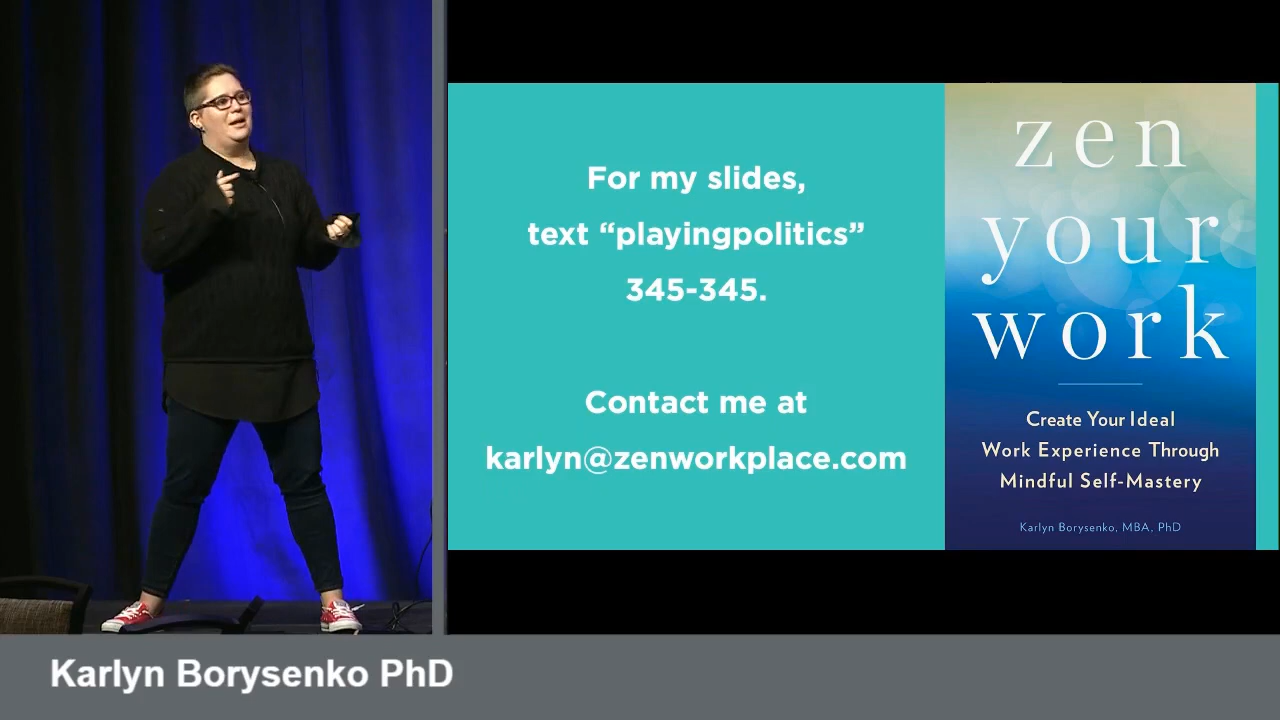 For my slides,
text “playingpolitics”
345-345.
Contact me at
karlyn@zenworkplace.com
zen
your
work
Create Your Ideal
Work Experience Through
Mindful Self-Mastery
Karlyn Borysenko, MBA, PhD
Karlyn Borysenko PhD